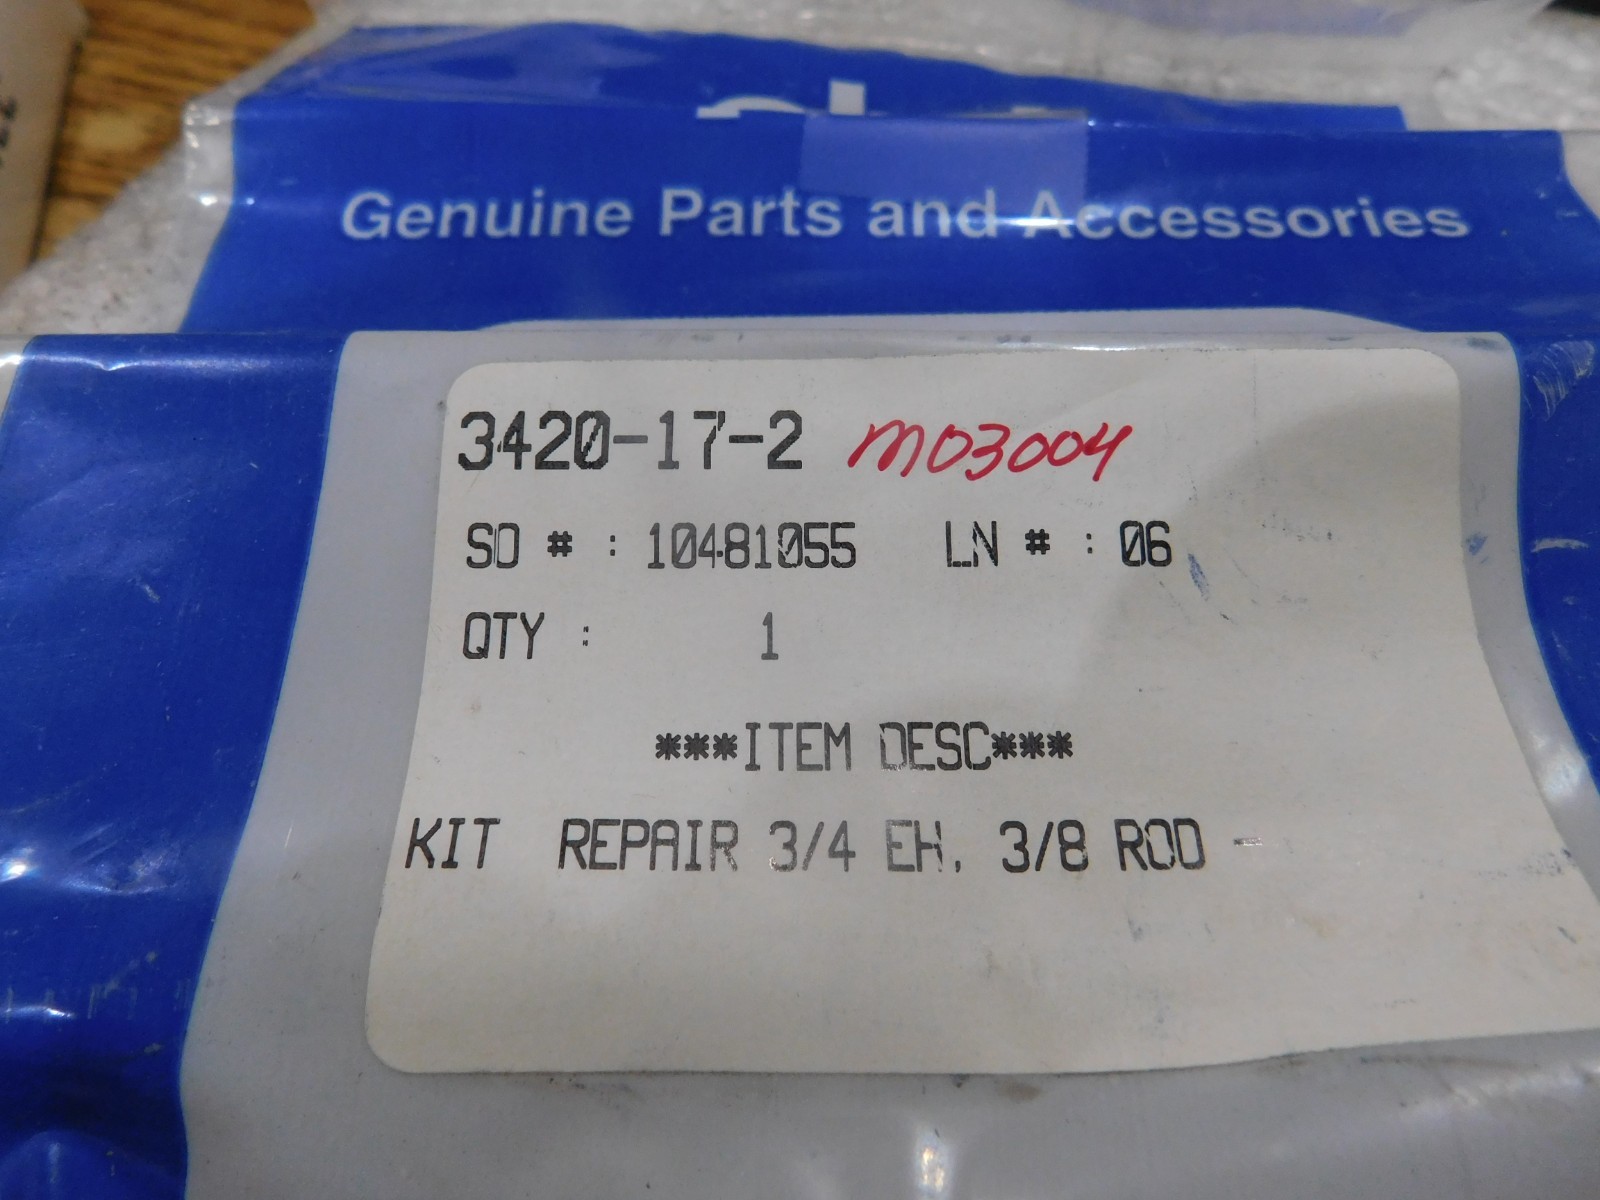 Genuine Parts and Accessories
3420-17-2 M03004
SO # : 10481055 LN # : 06
QTY : 1
***ITEM DESC***
KIT REPAIR 3/4 EH, 3/8 ROD -